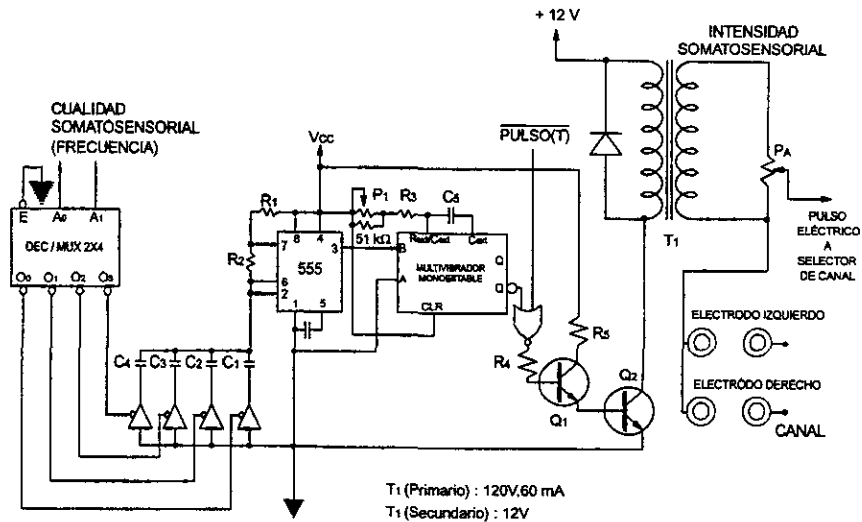 + 12 V
INTENSIDAD
SOMATOSENSORIAL
CUALIDAD
SOMATOSENSORIAL
(FRECUENCIA)
Vcc
PULSO(T)
E
A0
A1
DEC / MUX 2X4
O0
O1
O2
O3
R1
P1
R3
C5
51 kΩ
8
4
7
R2
555
3
6
2
1
5
B
Rext/Cext
Cext
MULTIVIBRADOR
MONOESTABLE
Q
Q
A
CLR
PA
T1
PULSO
ELÉCTRICO
A
SELECTOR
DE CANAL
R5
R4
Q1
Q2
C4
C3
C2
C1
ELECTRODO IZQUIERDO
ELECTRODO DERECHO
CANAL
T1 (Primario) : 120V,60 mA
T1 (Secundario) : 12V